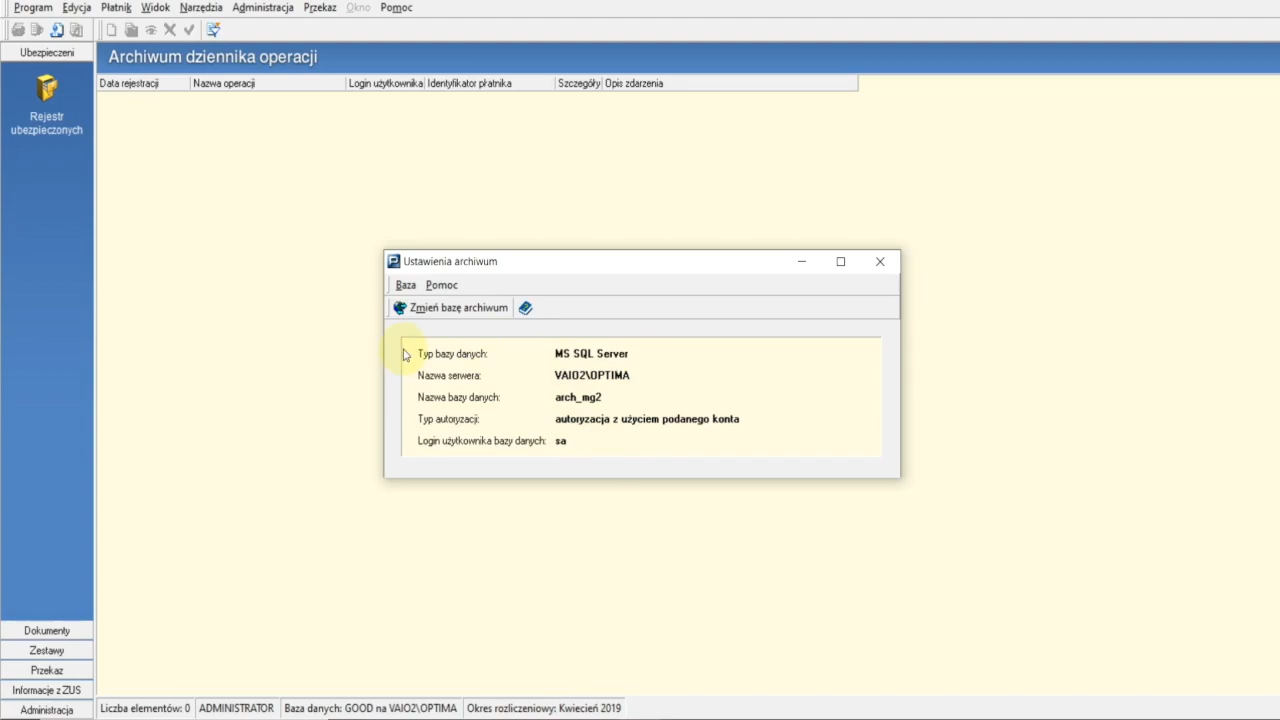 Program Edycja Płatnik Widok Narzędzia Administracja Przekaz Okno Pomoc
Ubezpieczeni
Archiwum dziennika operacji
Data rejestracji Nazwa operacji Login użytkownika Identyfikator płatnika Szczegóły Opis zdarzenia
Rejestr
ubezpieczonych
Ustawienia archiwum
Baza Pomoc
Zmień bazę archiwum
Typ bazy danych: MS SQL Server
Nazwa serwera: VAIO2\OPTIMA
Nazwa bazy danych: arch_mg2
Typ autoryzacji: autoryzacja z użyciem podanego konta
Login użytkownika bazy danych: sa
Dokumenty
Zestawy
Przekaz
Informacje z ZUS
Administracja
Liczba elementów: 0 ADMINISTRATOR Baza danych: GOOD na VAIO2\OPTIMA Okres rozliczeniowy: Kwiecień 2019